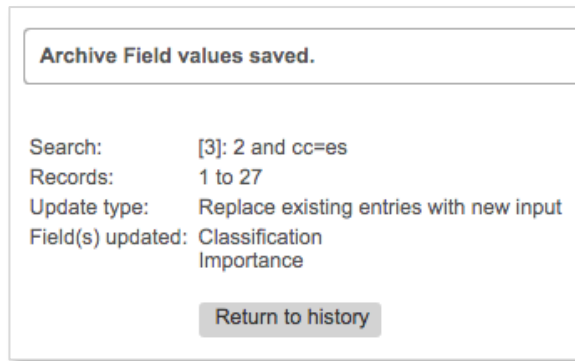 Archive Field values saved.
Search: [3]: 2 and cc=es
Records: 1 to 27
Update type: Replace existing entries with new input
Field(s) updated: Classification
Importance
Return to history